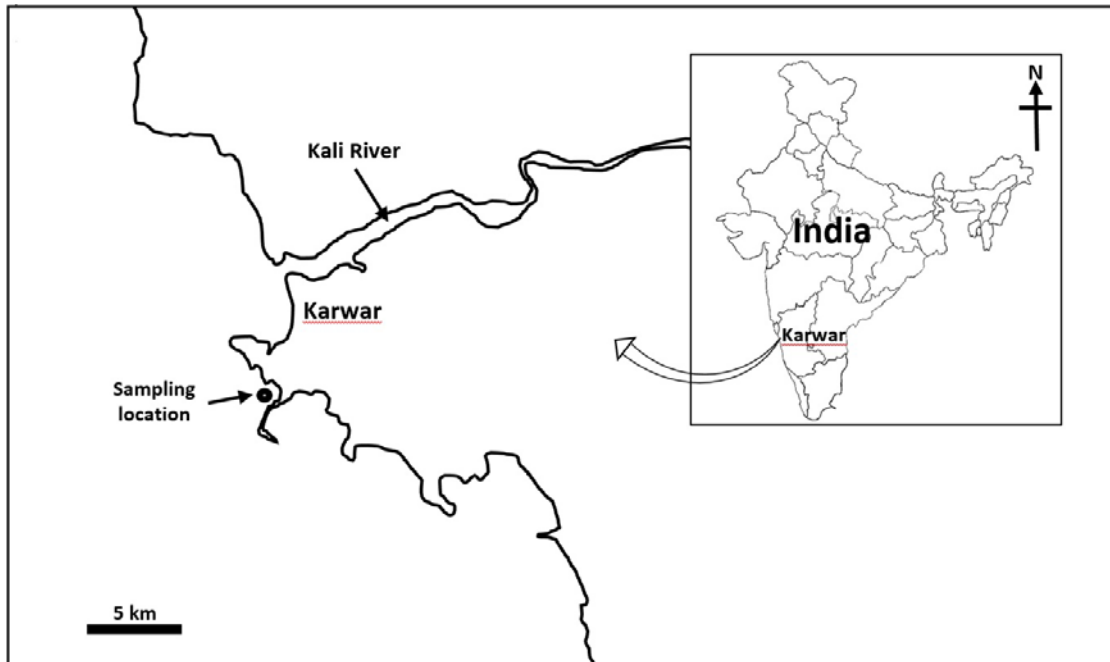 N
Kali River
India
Karwar
Karwar
Sampling
location
5 km